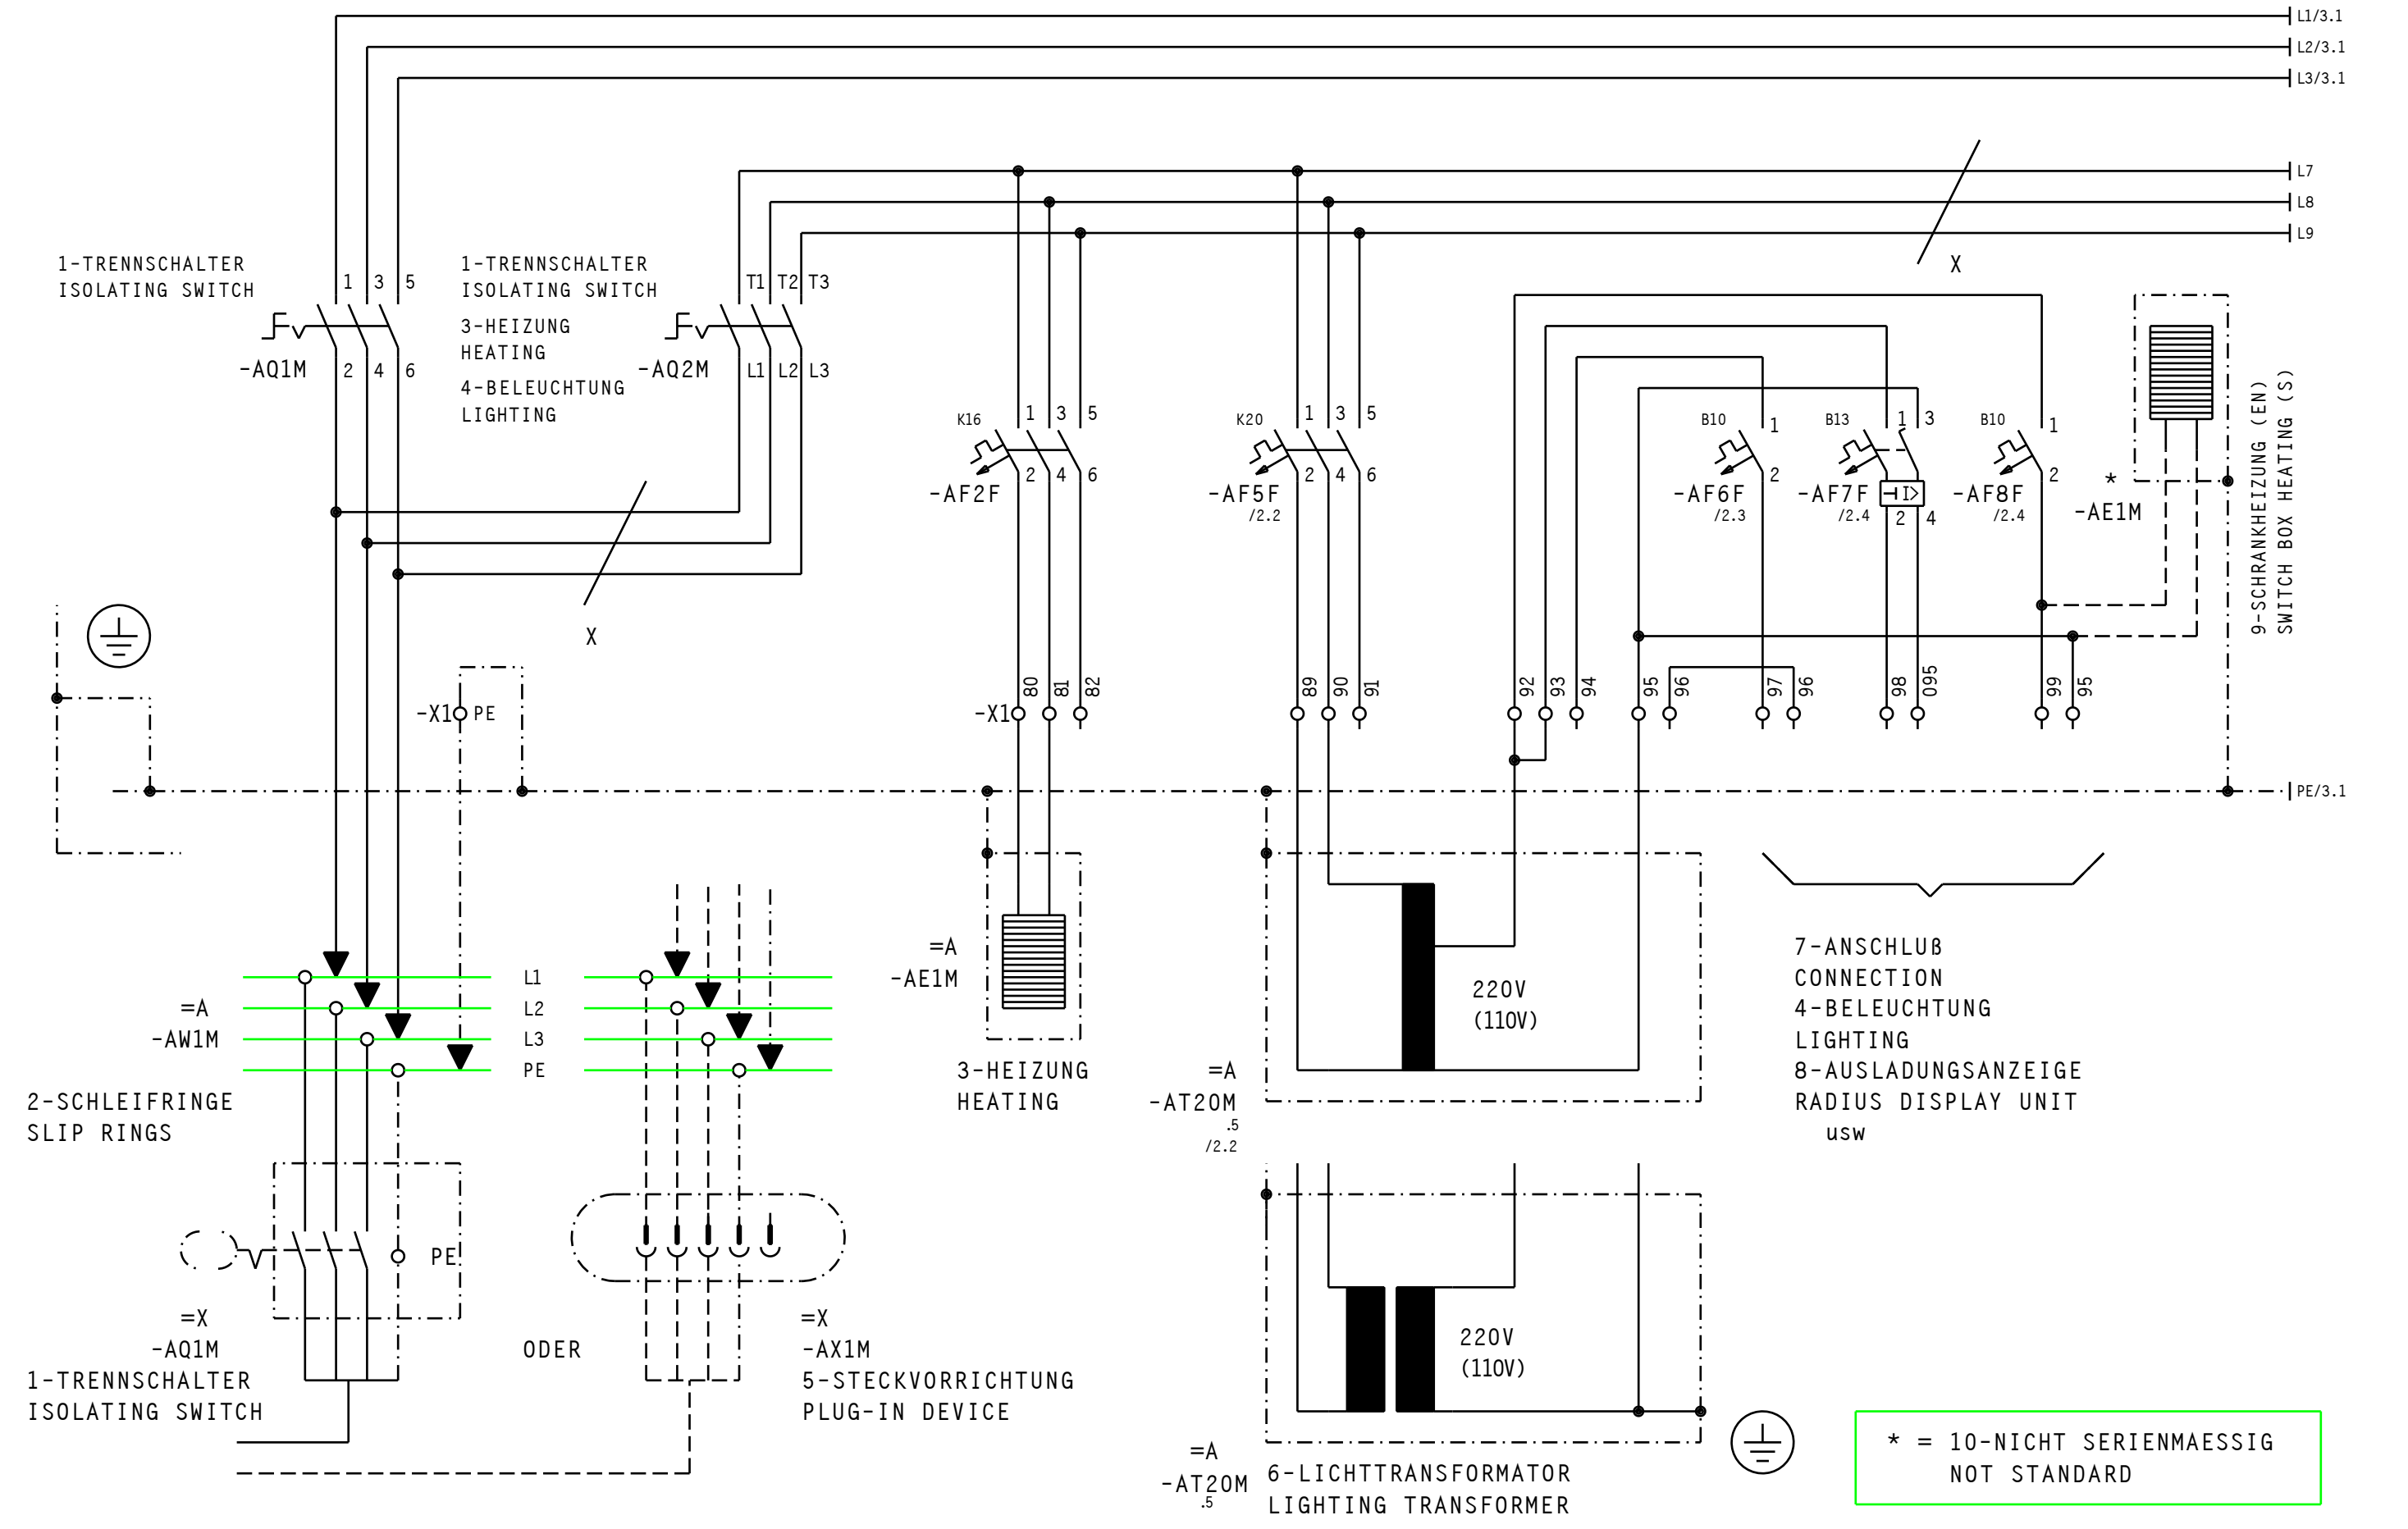 L1/3.1
L2/3.1
L3/3.1
L7
L8
L9
X
1-TRENNSCHALTER
ISOLATING SWITCH
1 3 5
-AQ1M
2 4 6
1-TRENNSCHALTER
ISOLATING SWITCH
3-HEIZUNG
HEATING
4-BELEUCHTUNG
LIGHTING
T1 T2 T3
-AQ2M
L1 L2 L3
X
K16
1 3 5
2 4 6
-AF2F
K20
1 3 5
2 4 6
-AF5F
/2.2
B10
1
2
-AF6F
/2.3
B13
1 3
-AF7F
I>
/2.4
2 4
B10
1
2
-AF8F
/2.4
*
-AE1M
9-SCHRANKHEIZUNG (EN)
SWITCH BOX HEATING (S)
-X1 PE
-X1
80 81 82
89 90 91
92 93 94
95 96
97 96
98 095
99 95
PE/3.1
=A
-AW1M
L1
L2
L3
PE
2-SCHLEIFRINGE
SLIP RINGS
=A
-AE1M
3-HEIZUNG
HEATING
220V
(110V)
=A
-AT20M
.5
/2.2
7-ANSCHLUß
CONNECTION
4-BELEUCHTUNG
LIGHTING
8-AUSLADUNGSANZEIGE
RADIUS DISPLAY UNIT
usw
PE
=X
-AQ1M
1-TRENNSCHALTER
ISOLATING SWITCH
ODER
=X
-AX1M
5-STECKVORRICHTUNG
PLUG-IN DEVICE
220V
(110V)
=A
-AT20M
.5
6-LICHTTRANSFORMATOR
LIGHTING TRANSFORMER
* = 10-NICHT SERIENMAESSIG
NOT STANDARD